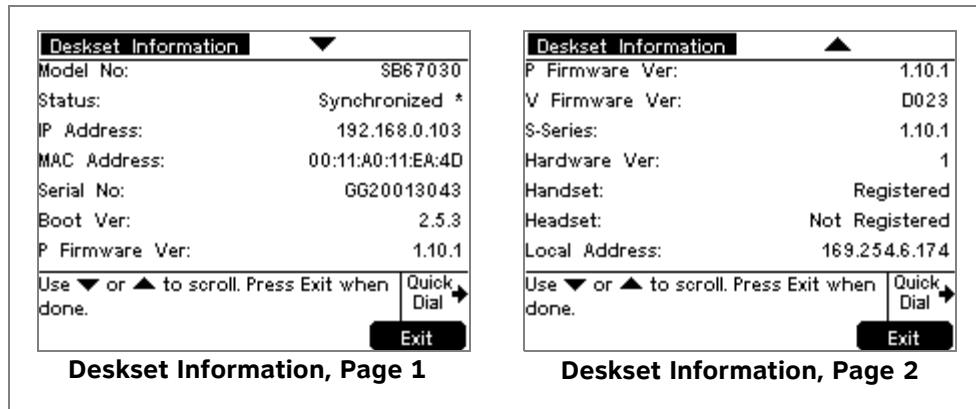 Deskset Information ▼
Model No: SB67030
Status: Synchronized *
IP Address: 192.168.0.103
MAC Address: 00:11:A0:11:EA:4D
Serial No: GG20013043
Boot Ver: 2.5.3
P Firmware Ver: 1.10.1
Use ▼ or ▲ to scroll. Press Exit when
done.
Quick
Dial
Exit
Deskset Information, Page 1
Deskset Information ▲
P Firmware Ver: 1.10.1
V Firmware Ver: D023
S-Series: 1.10.1
Hardware Ver: 1
Handset: Registered
Headset: Not Registered
Local Address: 169.254.6.174
Use ▼ or ▲ to scroll. Press Exit when
done.
Quick
Dial
Exit
Deskset Information, Page 2